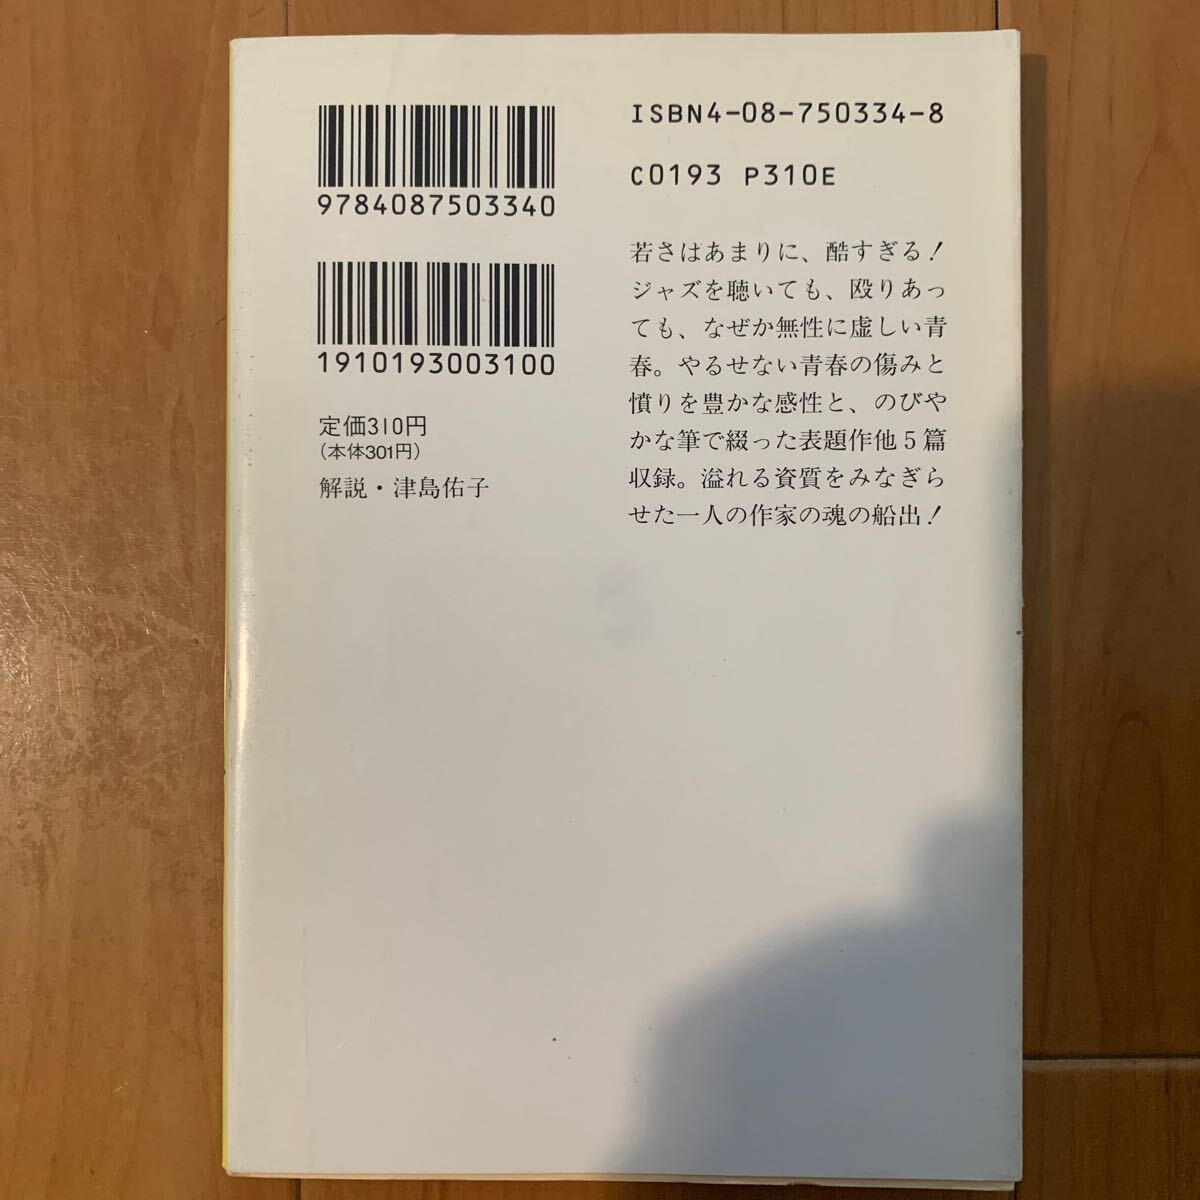 9784087503340
1910193003100
定価310円
(本体301円)
解説・津島佑子
ISBN4-08-750334-8
C0193 P310E
若さはあまりに、酷すぎる!
ジャズを聴いても、殴りあっ
ても、なぜか無性に虚しい青
春。やるせない青春の傷みと
憤りを豊かな感性と、のびや
かな筆で綴った表題作他5篇
収録。溢れる資質をみなぎら
せた一人の作家の魂の船出!